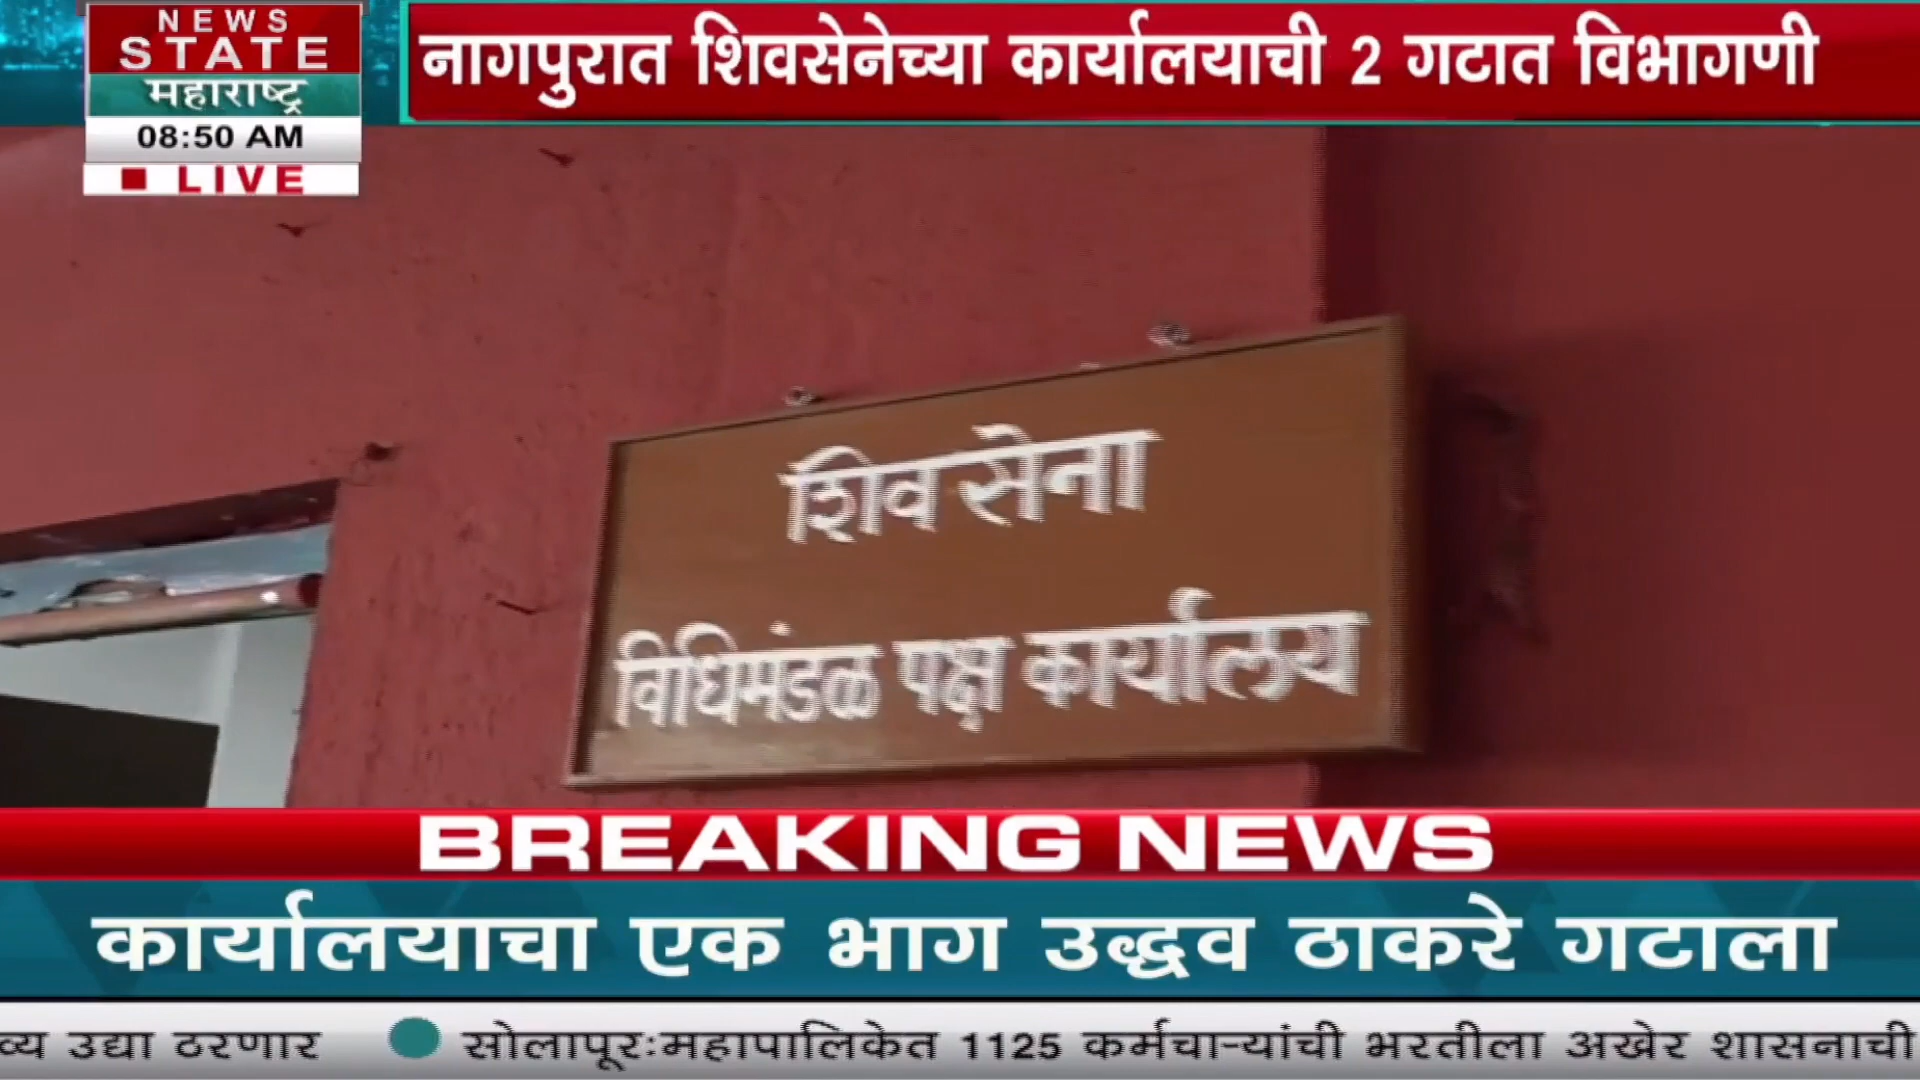 NEWS
STATE
महाराष्ट्र
08:50 AM
LIVE
नागपुरात शिवसेनेच्या कार्यालयाची 2 गटात विभागणी
शिवसेना
विधिमंडळ पक्ष कार्यालय
BREAKING NEWS
कार्यालयाचा एक भाग उद्धव ठाकरे गटाला
उद्या ठरणार
सोलापूर:महापालिकेत 1125 कर्मचाऱ्यांची भरतीला अखेर शासनाची